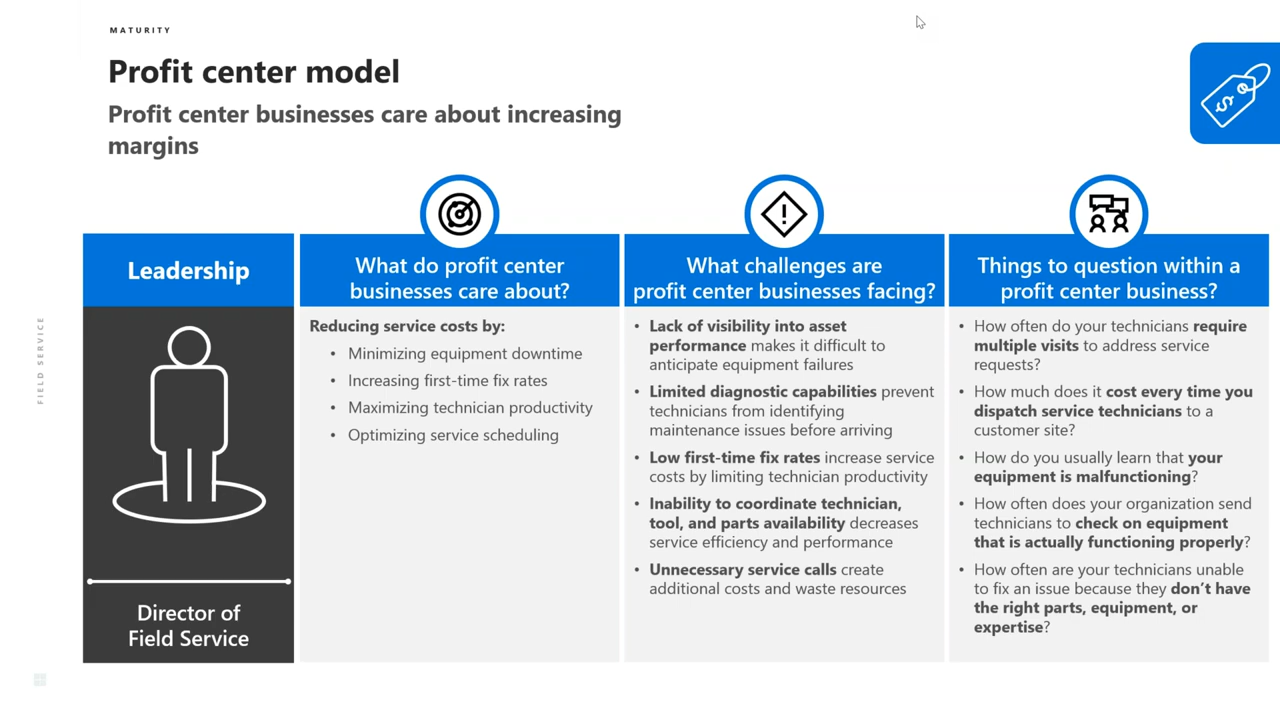 MATURITY
Profit center model
Profit center businesses care about increasing
margins
FIELD SERVICE
Leadership
Director of
Field Service
What do profit center
businesses care about?
Reducing service costs by:
• Minimizing equipment downtime
• Increasing first-time fix rates
• Maximizing technician productivity
• Optimizing service scheduling
What challenges are
profit center businesses facing?
• Lack of visibility into asset
performance makes it difficult to
anticipate equipment failures
• Limited diagnostic capabilities prevent
technicians from identifying
maintenance issues before arriving
• Low first-time fix rates increase service
costs by limiting technician productivity
• Inability to coordinate technician,
tool, and parts availability decreases
service efficiency and performance
• Unnecessary service calls create
additional costs and waste resources
Things to question within a
profit center business?
• How often do your technicians require
multiple visits to address service
requests?
• How much does it cost every time you
dispatch service technicians to a
customer site?
• How do you usually learn that your
equipment is malfunctioning?
• How often does your organization send
technicians to check on equipment
that is actually functioning properly?
• How often are your technicians unable
to fix an issue because they don’t have
the right parts, equipment, or
expertise?